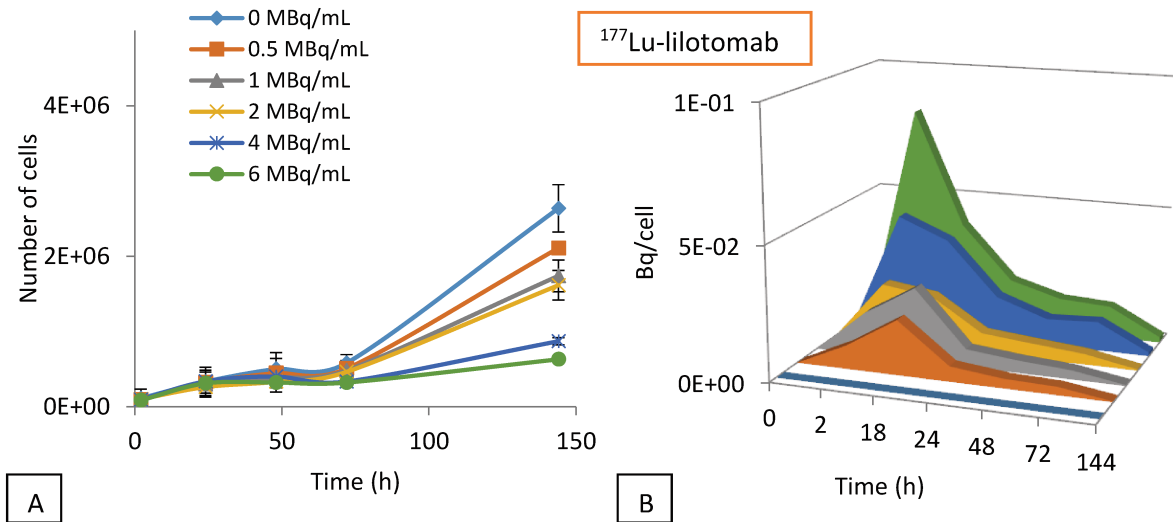 0 MBq/mL
0.5 MBq/mL
1 MBq/mL
2 MBq/mL
4 MBq/mL
6 MBq/mL
Number of cells
4E+06
2E+06
0E+00
0
50
100
150
Time (h)
A
¹⁷⁷Lu-lilotomab
Bq/cell
1E-01
5E-02
0E+00
0
2
18
24
48
72
144
Time (h)
B